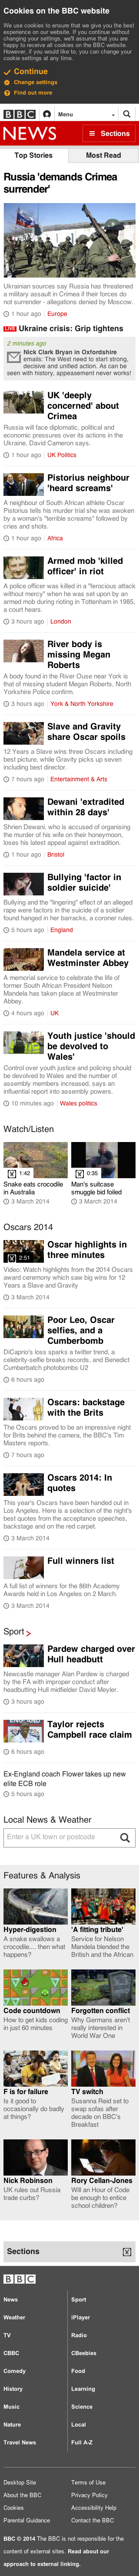 Cookies on the BBC website
We use cookies to ensure that we give you the best
experience on our website. If you continue without
changing your settings, we'll assume that you are
happy to receive all cookies on the BBC website.
However, if you would like to, you can change your
cookie settings at any time.
Continue
Change settings
Find out more
BBC
Menu
NEWS
Sections
Top Stories
Most Read
Russia 'demands Crimea
surrender'
Ukrainian sources say Russia has threatened
a military assault in Crimea if their forces do
not surrender - allegations denied by Moscow.
1 hour ago
Europe
LIVE Ukraine crisis: Grip tightens
UK 'deeply
concerned' about
Crimea
Russia will face diplomatic, political and
economic pressures over its actions in the
Ukraine, David Cameron says.
1 hour ago
UK Politics
2 minutes ago
Nick Clark Bryan in Oxfordshire
emails: The West need to start strong,
decisive and unified action. As can be
seen with history, appeasement never works!
Pistorius neighbour
'heard screams'
A neighbour of South African athlete Oscar
Pistorius tells his murder trial she was woken
by a woman's "terrible screams" followed by
cries and shots.
1 hour ago
Africa
Armed mob 'killed
officer' in riot
A police officer was killed in a "ferocious attack
without mercy" when he was set upon by an
armed mob during rioting in Tottenham in 1985,
a court hears.
3 hours ago
London
River body is
missing Megan
Roberts
A body found in the River Ouse near York is
that of missing student Megan Roberts, North
Yorkshire Police confirm.
3 hours ago
York & North Yorkshire
Slave and Gravity
share Oscar spoils
12 Years a Slave wins three Oscars including
best picture, while Gravity picks up seven
including best director.
7 hours ago
Entertainment & Arts
Dewani 'extradited
within 28 days'
Shrien Dewani, who is accused of organising
the murder of his wife on their honeymoon,
loses his latest appeal against extradition.
1 hour ago
Bristol
Bullying 'factor in
soldier suicide'
Bullying and the "lingering" effect of an alleged
rape were factors in the suicide of a soldier
found hanged in her barracks, a coroner rules.
5 hours ago
England
Mandela service at
Westminster Abbey
A memorial service to celebrate the life of
former South African President Nelson
Mandela has taken place at Westminster
Abbey.
4 hours ago
UK
Youth justice 'should
be devolved to
Wales'
Control over youth justice and policing should
be devolved to Wales and the number of
assembly members increased, says an
influential report into assembly powers.
10 minutes ago
Wales politics
Watch/Listen
1:42
0:35
Snake eats crocodile
in Australia
3 March 2014
Man's suitcase
smuggle bid foiled
3 March 2014
Oscars 2014
2:51
Oscar highlights in
three minutes
Video: Watch highlights from the 2014 Oscars
award ceremony which saw big wins for 12
Years a Slave and Gravity
3 March 2014
Poor Leo, Oscar
selfies, and a
Cumberbomb
DiCaprio's loss sparks a twitter trend, a
celebrity-selfie breaks records, and Benedict
Cumberbatch photobombs U2
6 hours ago
Oscars: backstage
with the Brits
The Oscars proved to be an impressive night
for Brits behind the camera, the BBC's Tim
Masters reports.
7 hours ago
Oscars 2014: In
quotes
This year's Oscars have been handed out in
Los Angeles. Here is a selection of the night's
best quotes from the acceptance speeches,
backstage and on the red carpet.
3 March 2014
Full winners list
A full list of winners for the 88th Academy
Awards held in Los Angeles on 2 March.
3 March 2014
Sport
Pardew charged over
Hull headbutt
Newcastle manager Alan Pardew is charged
by the FA with improper conduct after
headbutting Hull midfielder David Meyler.
3 hours ago
Taylor rejects
Campbell race claim
6 hours ago
Ex-England coach Flower takes up new
elite ECB role
5 hours ago
Local News & Weather
Enter a UK town or postcode
Features & Analysis
Hyper-digestion
A snake swallows a
crocodile.... then what
happens?
'A fitting tribute'
Service for Nelson
Mandela blended the
British and the African
Code countdown
How to get kids coding
in just 60 minutes
Forgotten conflict
Why Germans aren't
really interested in
World War One
F is for failure
Is it good to
occasionally do badly
at things?
TV switch
Susanna Reid set to
swap sofas after
decade on BBC's
Breakfast
Nick Robinson
UK rules out Russia
trade curbs?
Rory Cellan-Jones
Will an Hour of Code
be enough to entice
school children?
Sections
BBC
News
Sport
Weather
iPlayer
TV
Radio
CBBC
CBeebies
Comedy
Food
History
Learning
Music
Science
Nature
Local
Travel News
Full A-Z
Desktop Site
Terms of Use
About the BBC
Privacy Policy
Cookies
Accessibility Help
Parental Guidance
Contact the BBC
BBC © 2014 The BBC is not responsible for the
content of external sites. Read about our
approach to external linking.